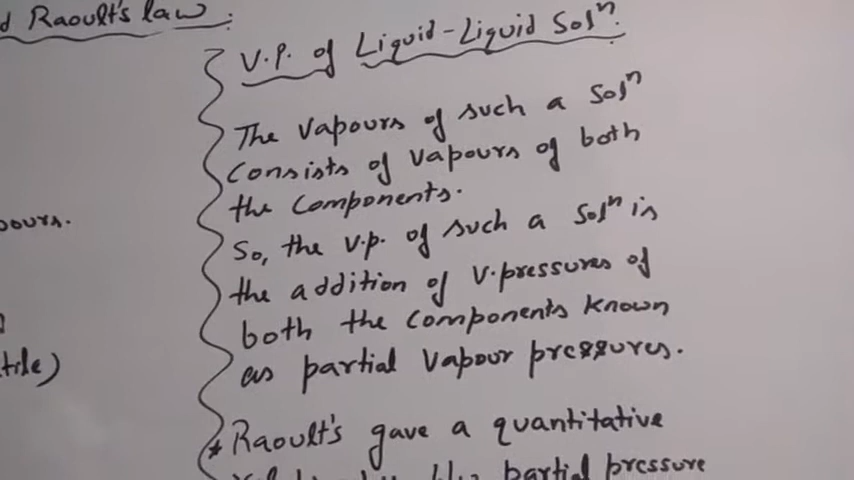 d Raoult's law :
V.P. of Liquid-Liquid Solⁿ.
The vapours of such a Solⁿ
Consists of vapours of both
the Components.
So, the v.p. of such a Solⁿ is
the addition of V.pressures of
both the Components known
as partial Vapour pressures.
* Raoult's gave a quantitative
partial pressure
ours.
tile)